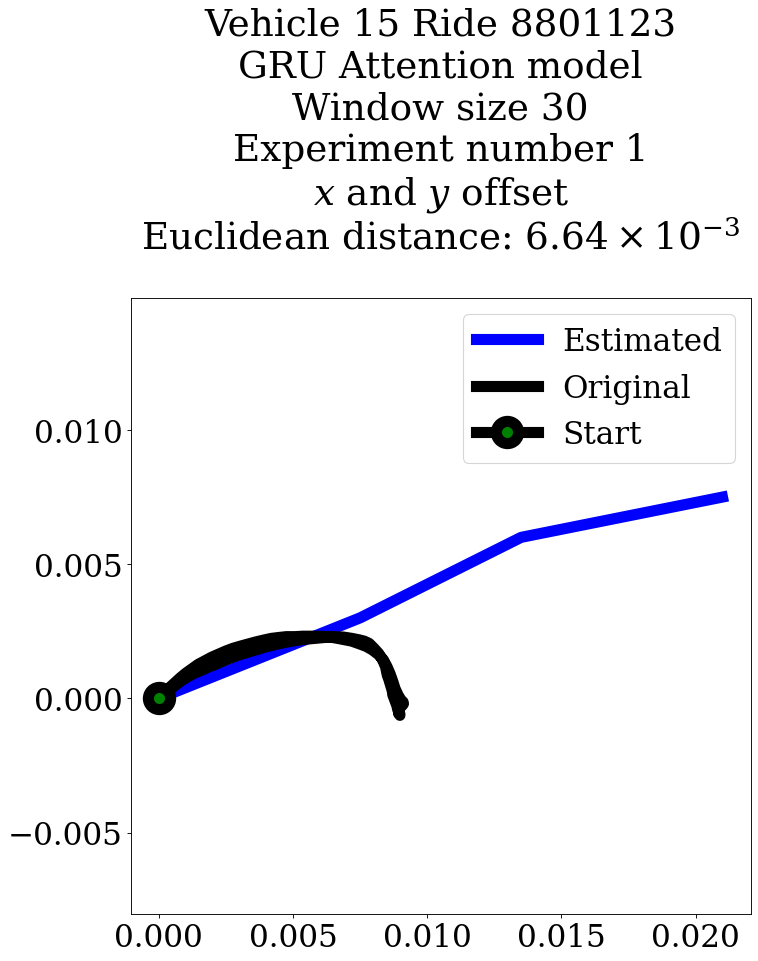 Vehicle 15 Ride 8801123
GRU Attention model
Window size 30
Experiment number 1
x and y offset
Euclidean distance: 6.64 × 10⁻³
Estimated
Original
Start
0.010
0.005
0.000
−0.005
0.000 0.005 0.010 0.015 0.020